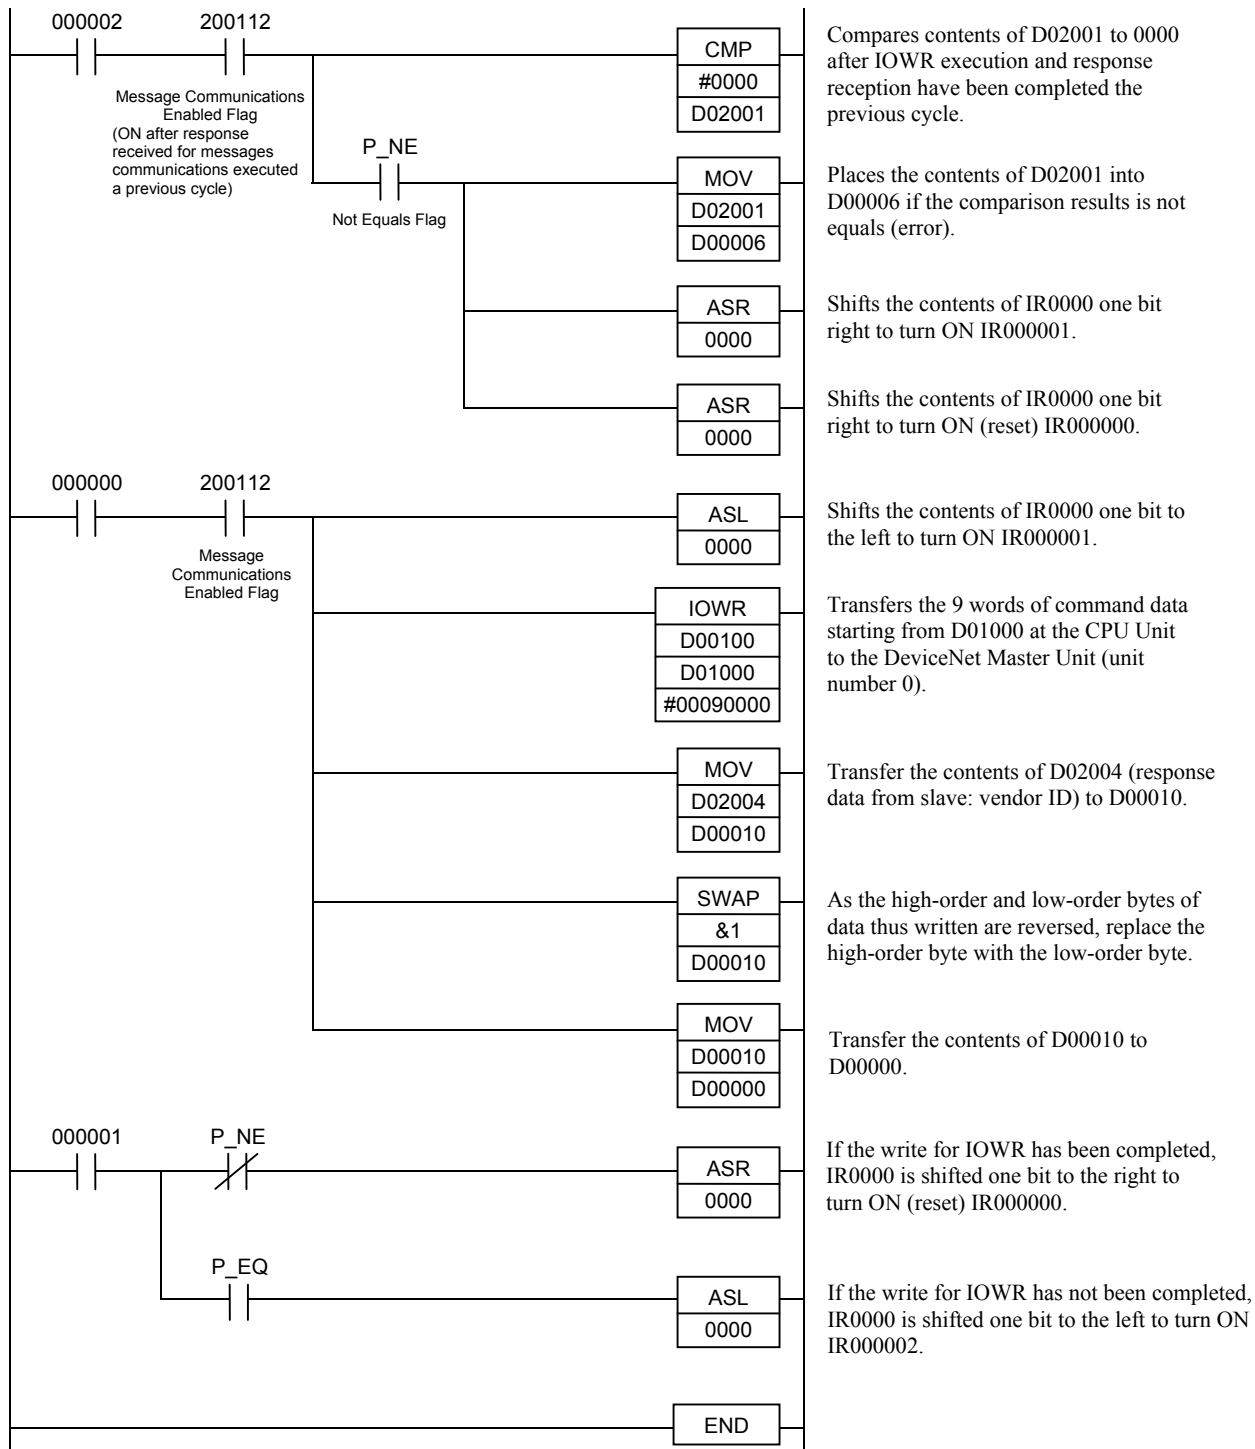 000002 200112
CMP
#0000
D02001
Compares contents of D02001 to 0000
after IOWR execution and response
reception have been completed the
previous cycle.
Message Communications
Enabled Flag
(ON after response
received for messages
communications executed
a previous cycle)
P_NE
Not Equals Flag
MOV
D02001
D00006
Places the contents of D02001 into
D00006 if the comparison results is not
equals (error).
ASR
0000
Shifts the contents of IR0000 one bit
right to turn ON IR000001.
ASR
0000
Shifts the contents of IR0000 one bit
right to turn ON (reset) IR000000.
000000 200112
Message
Communications
Enabled Flag
ASL
0000
Shifts the contents of IR0000 one bit to
the left to turn ON IR000001.
IOWR
D00100
D01000
#00090000
Transfers the 9 words of command data
starting from D01000 at the CPU Unit
to the DeviceNet Master Unit (unit
number 0).
MOV
D02004
D00010
Transfer the contents of D02004 (response
data from slave: vendor ID) to D00010.
SWAP
&1
D00010
As the high-order and low-order bytes of
data thus written are reversed, replace the
high-order byte with the low-order byte.
MOV
D00010
D00000
Transfer the contents of D00010 to
D00000.
000001 P_NE
ASR
0000
If the write for IOWR has been completed,
IR0000 is shifted one bit to the right to
turn ON (reset) IR000000.
P_EQ
ASL
0000
If the write for IOWR has not been completed,
IR0000 is shifted one bit to the left to turn ON
IR000002.
END